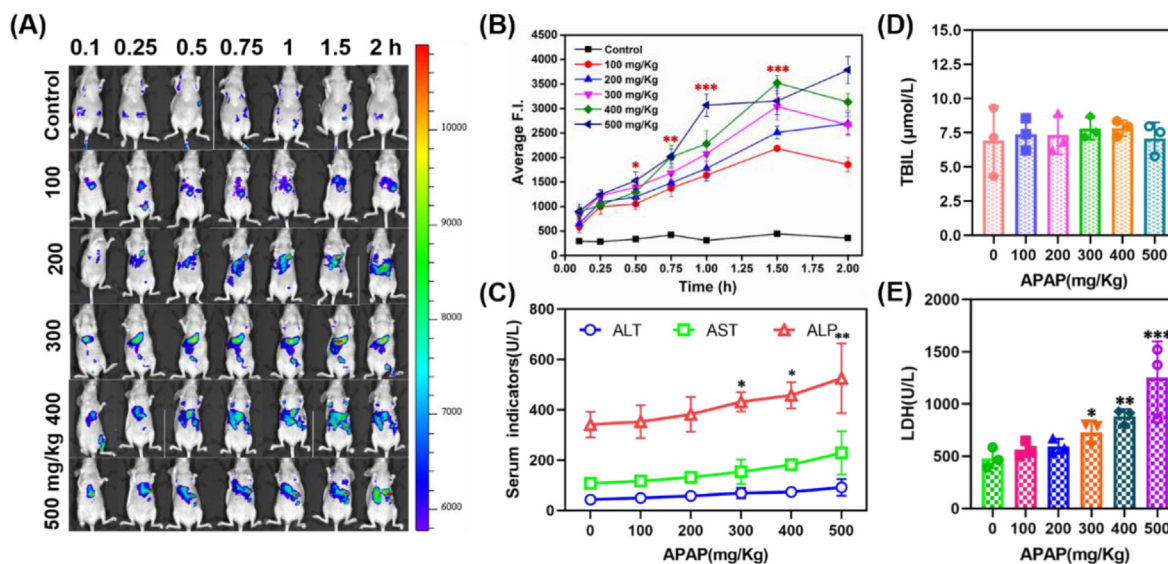 (A)
0.1 0.25 0.5 0.75 1 1.5 2 h
Control
100
200
300
400
500 mg/kg
10000
9000
8000
7000
6000
(B)
Average F.I.
4500
4000
3500
3000
2500
2000
1500
1000
500
0
Control
100 mg/Kg
200 mg/Kg
300 mg/Kg
400 mg/Kg
500 mg/Kg
*
**
***
***
0.00 0.25 0.50 0.75 1.00 1.25 1.50 1.75 2.00
Time (h)
(C)
Serum indicators(U/L)
800
600
400
200
0
ALT AST ALP
*
*
**
0 100 200 300 400 500
APAP(mg/Kg)
(D)
TBIL (μmol/L)
15.0
12.5
10.0
7.5
5.0
2.5
0.0
0 100 200 300 400 500
APAP(mg/Kg)
(E)
LDH(U/L)
2000
1500
1000
500
0
*
**
***
0 100 200 300 400 500
APAP(mg/Kg)